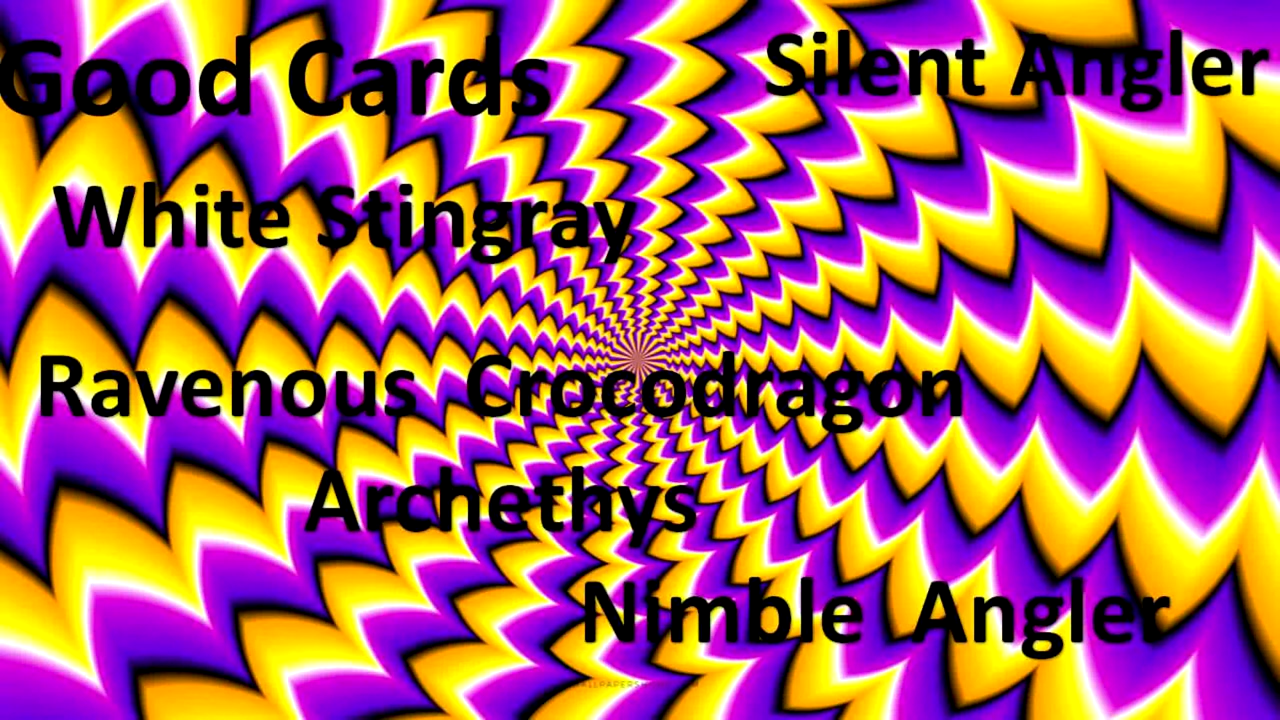 Good Cards
Silent Angler
White Stingray
Ravenous Crocodragon
Archethys
Nimble Angler